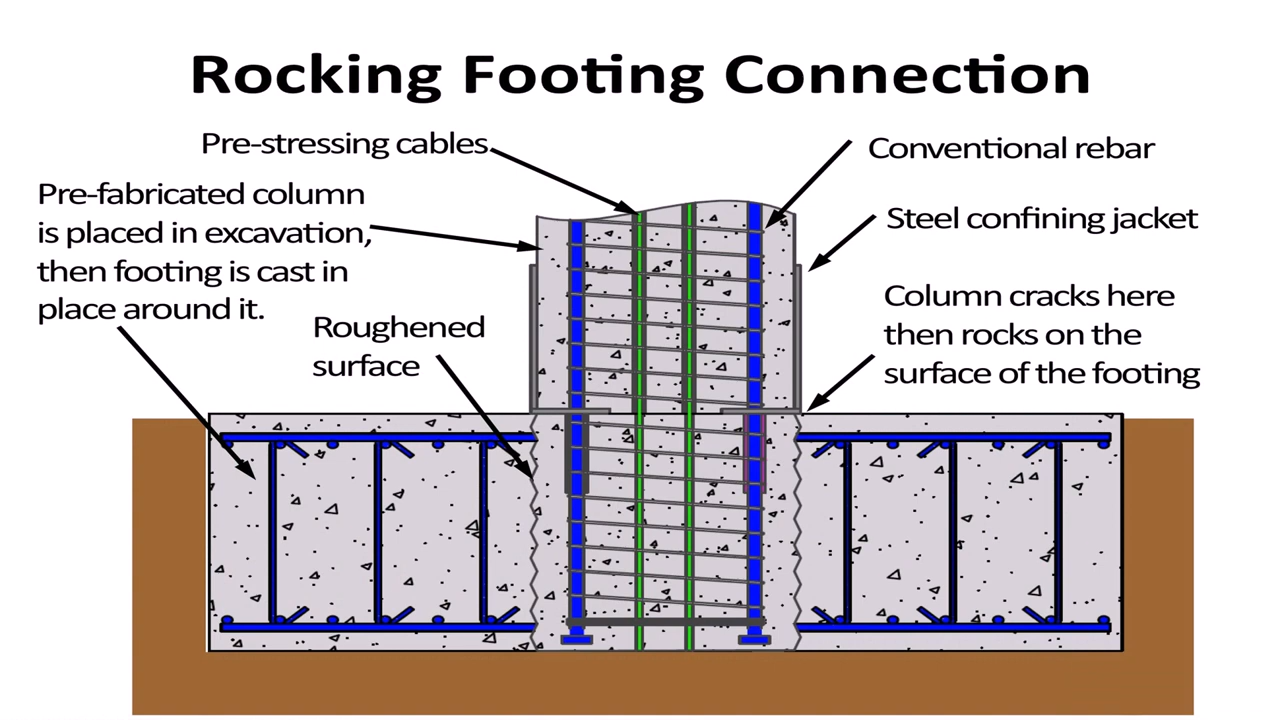 Rocking Footing Connection
Pre-stressing cables
Conventional rebar
Pre-fabricated column
is placed in excavation,
then footing is cast in
place around it.
Steel confining jacket
Roughened
surface
Column cracks here
then rocks on the
surface of the footing